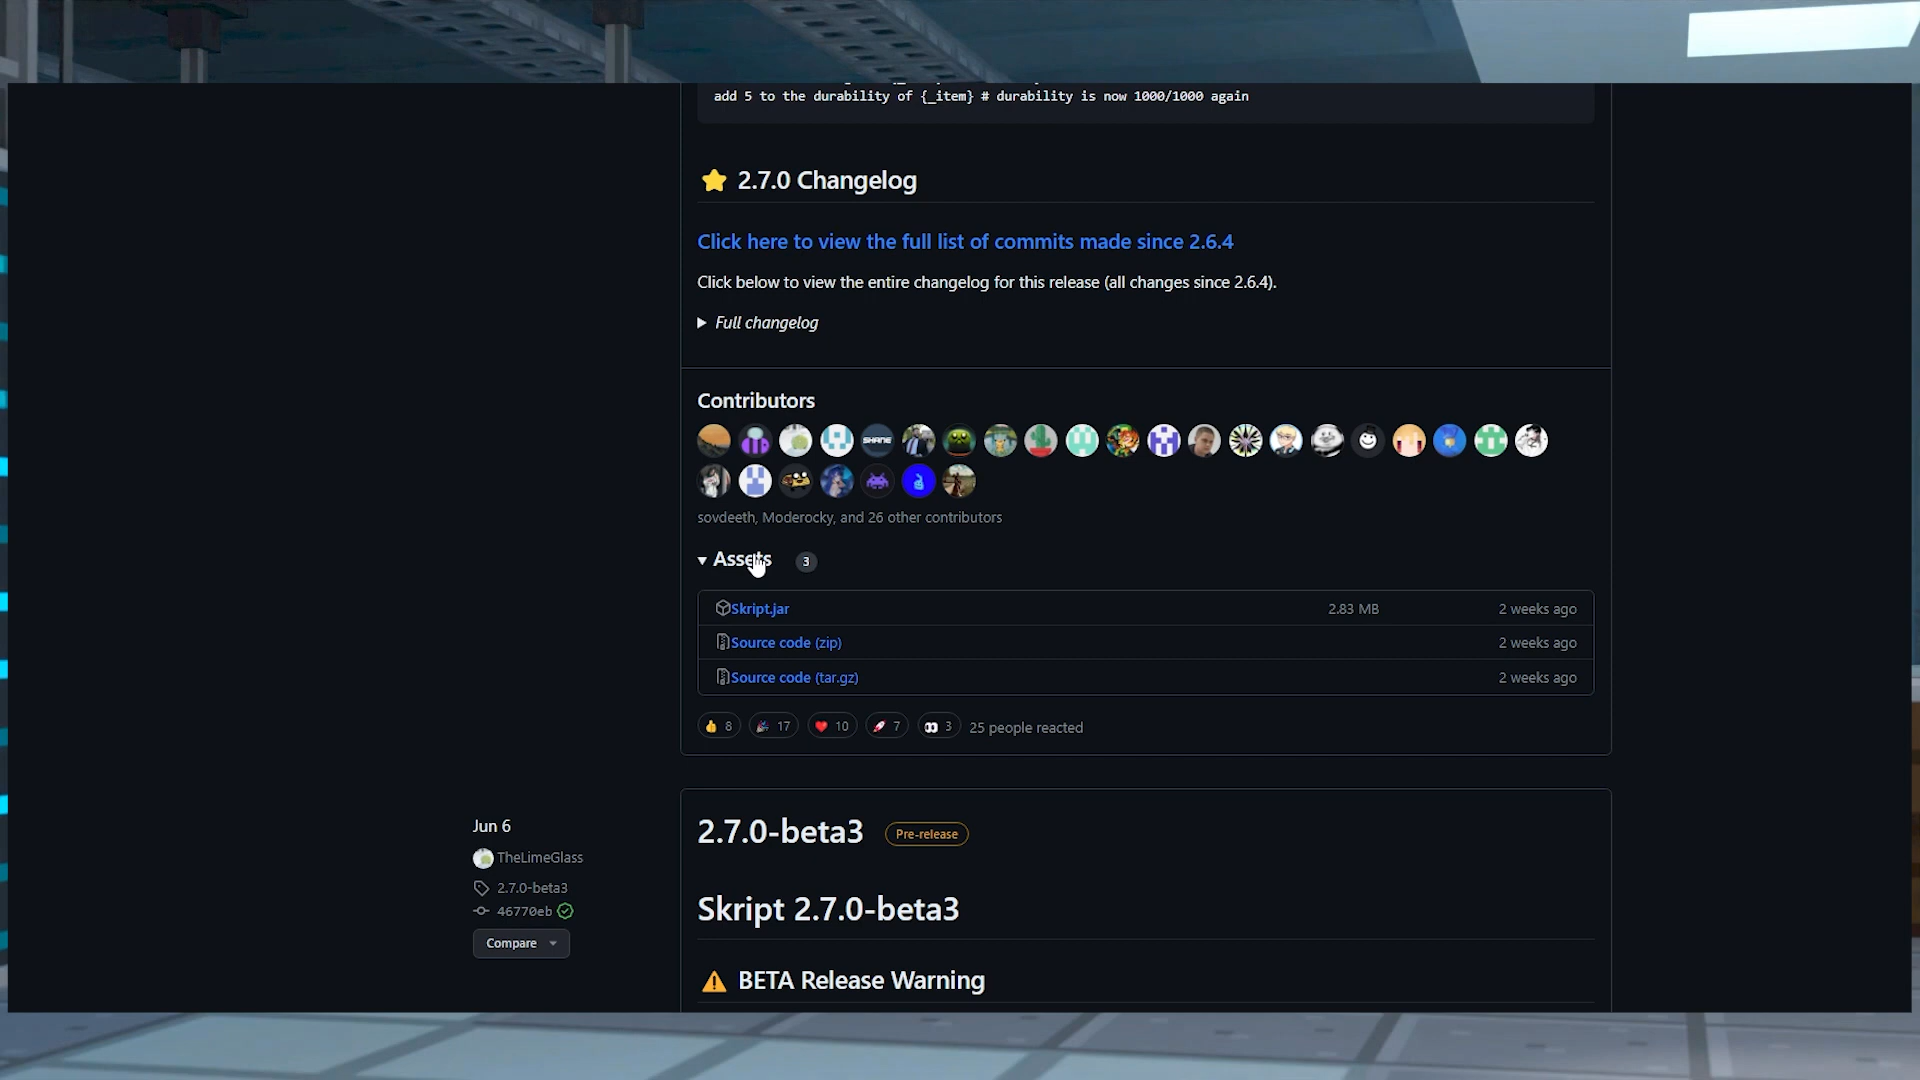 add 5 to the durability of {_item} # durability is now 1000/1000 again
2.7.0 Changelog
Click here to view the full list of commits made since 2.6.4
Click below to view the entire changelog for this release (all changes since 2.6.4).
Full changelog
Contributors
SHANE
sovdeeth, Moderocky, and 26 other contributors
Assets 3
Skript.jar 2.83 MB 2 weeks ago
Source code (zip) 2 weeks ago
Source code (tar.gz) 2 weeks ago
8 17 10 7 3 25 people reacted
Jun 6
TheLimeGlass
2.7.0-beta3
46770eb
Compare
2.7.0-beta3 Pre-release
Skript 2.7.0-beta3
BETA Release Warning